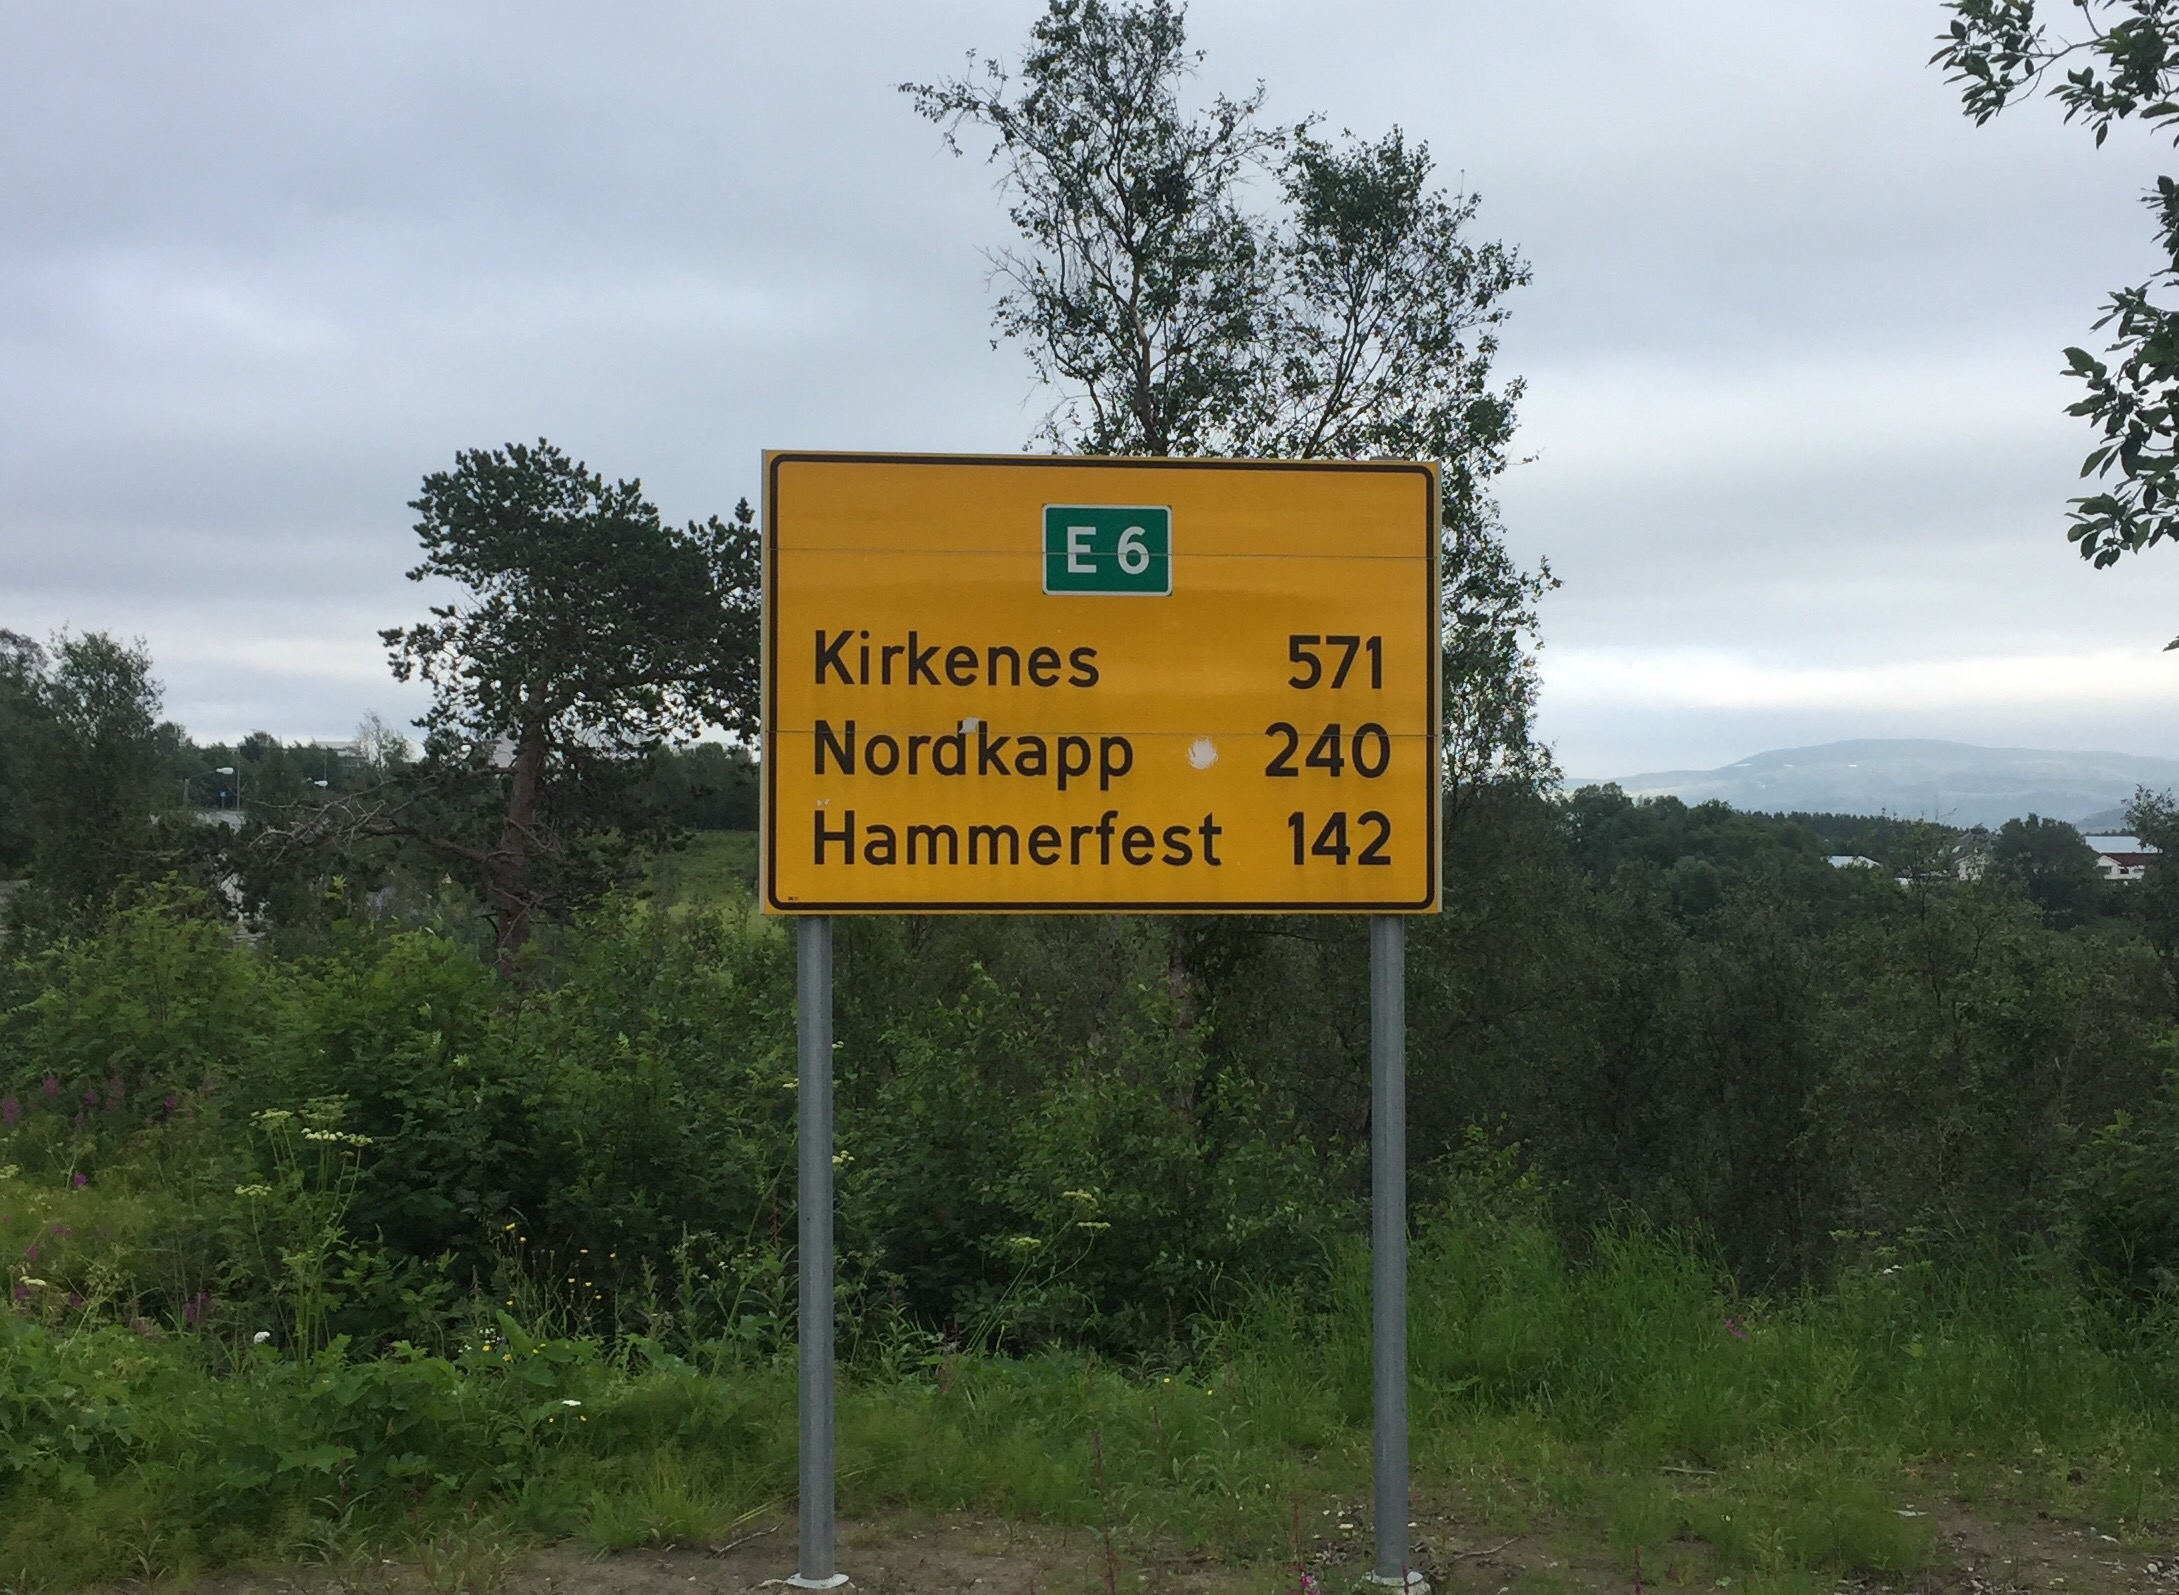 E 6
Kirkenes 571
Nordkapp 240
Hammerfest 142